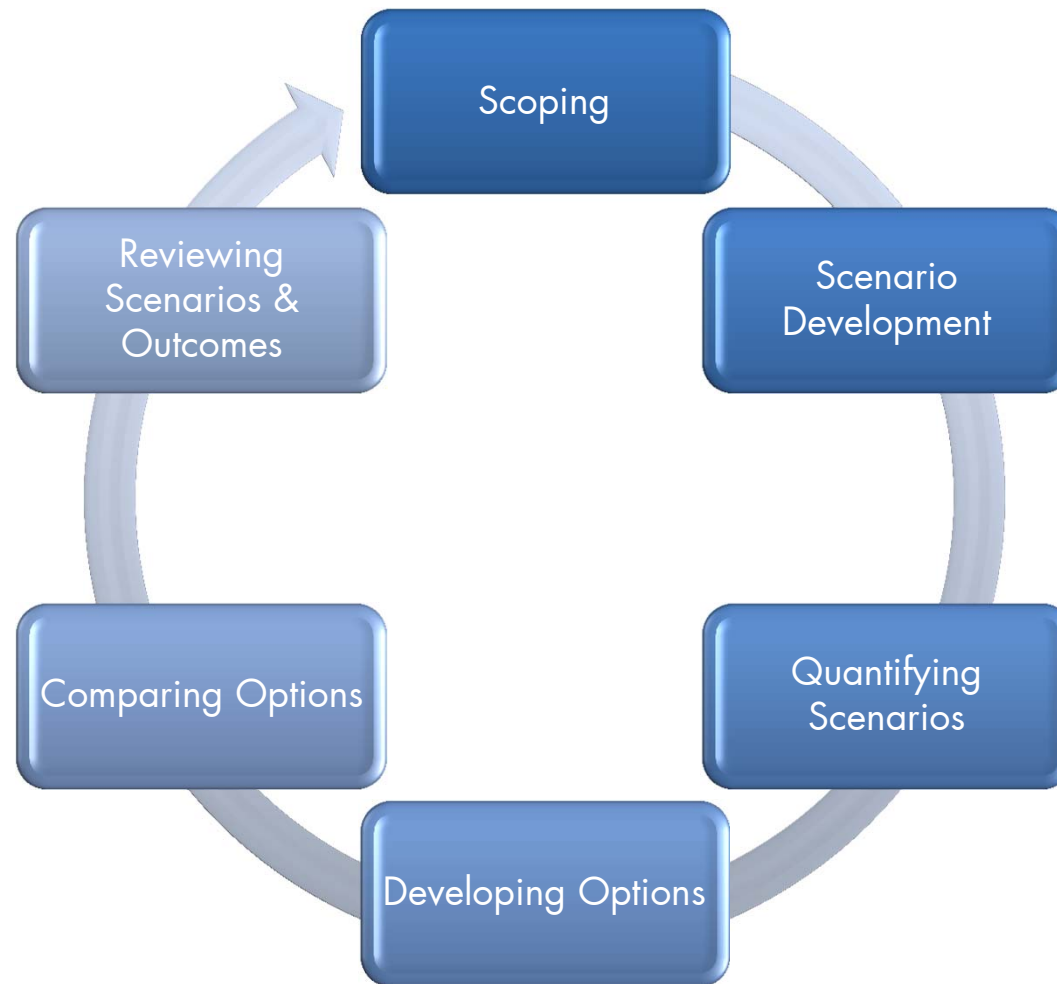 Scoping
Scenario
Development
Quantifying
Scenarios
Developing Options
Comparing Options
Reviewing
Scenarios &
Outcomes